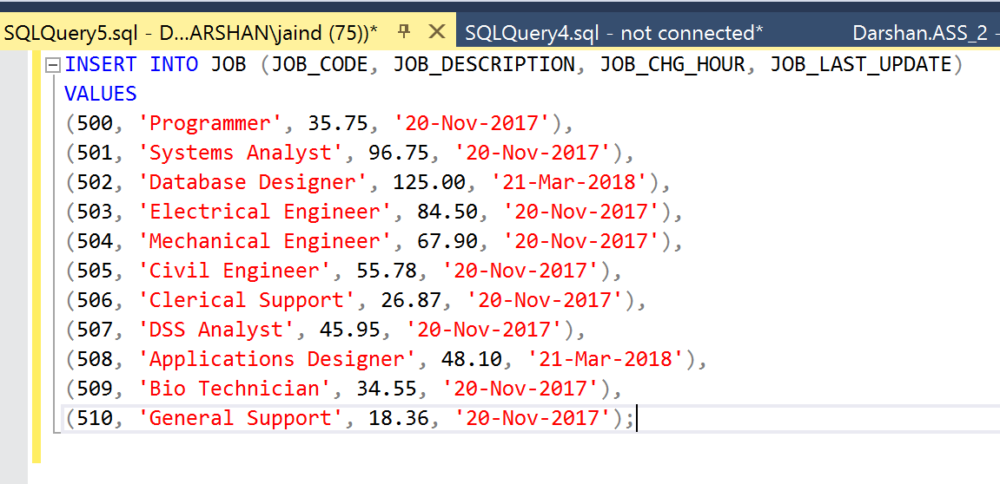 SQLQuery5.sql - D...ARSHAN\jaind (75))* SQLQuery4.sql - not connected* Darshan.ASS_2 -
INSERT INTO JOB (JOB_CODE, JOB_DESCRIPTION, JOB_CHG_HOUR, JOB_LAST_UPDATE)
VALUES
(500, 'Programmer', 35.75, '20-Nov-2017'),
(501, 'Systems Analyst', 96.75, '20-Nov-2017'),
(502, 'Database Designer', 125.00, '21-Mar-2018'),
(503, 'Electrical Engineer', 84.50, '20-Nov-2017'),
(504, 'Mechanical Engineer', 67.90, '20-Nov-2017'),
(505, 'Civil Engineer', 55.78, '20-Nov-2017'),
(506, 'Clerical Support', 26.87, '20-Nov-2017'),
(507, 'DSS Analyst', 45.95, '20-Nov-2017'),
(508, 'Applications Designer', 48.10, '21-Mar-2018'),
(509, 'Bio Technician', 34.55, '20-Nov-2017'),
(510, 'General Support', 18.36, '20-Nov-2017');